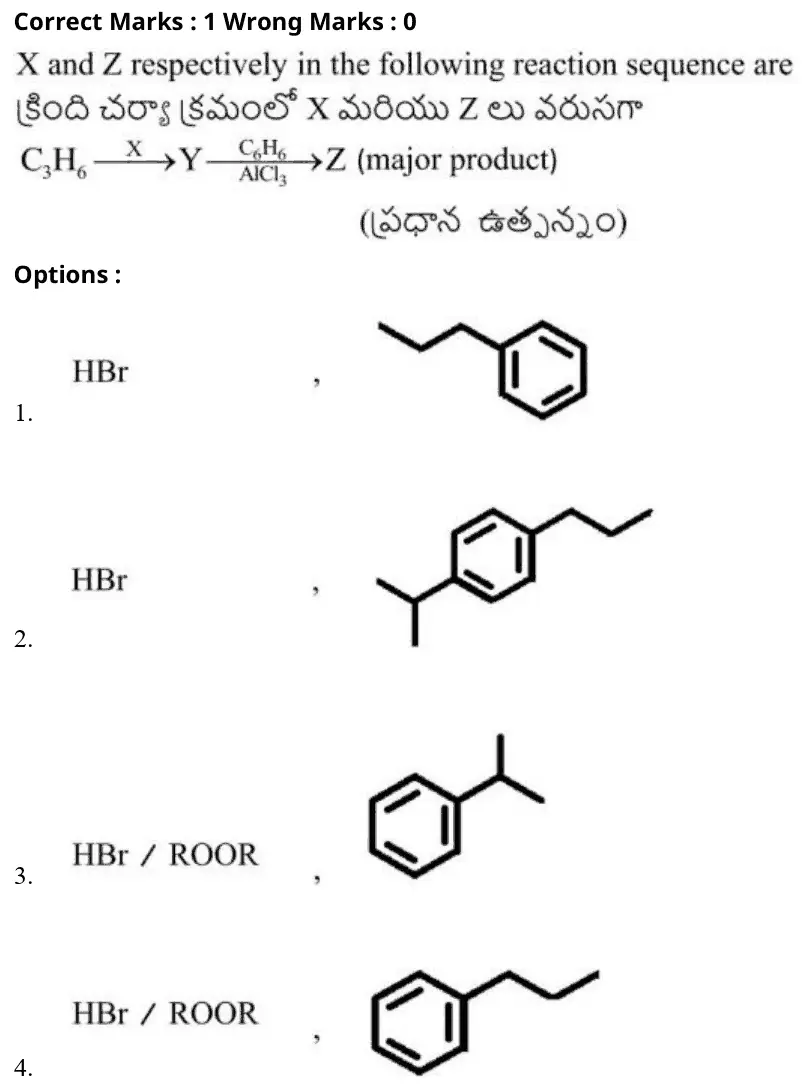 Correct Marks : 1 Wrong Marks : 0
X and Z respectively in the following reaction sequence are
క్రింది చర్యా క్రమంలో X మరియు Z లు వరుసగా
C₃H₆ —X→ Y —C₆H₆/AlCl₃→ Z (major product)
(ప్రధాన ఉత్పన్నం)
Options :
HBr ,
1.
HBr ,
2.
HBr / ROOR ,
3.
HBr / ROOR ,
4.